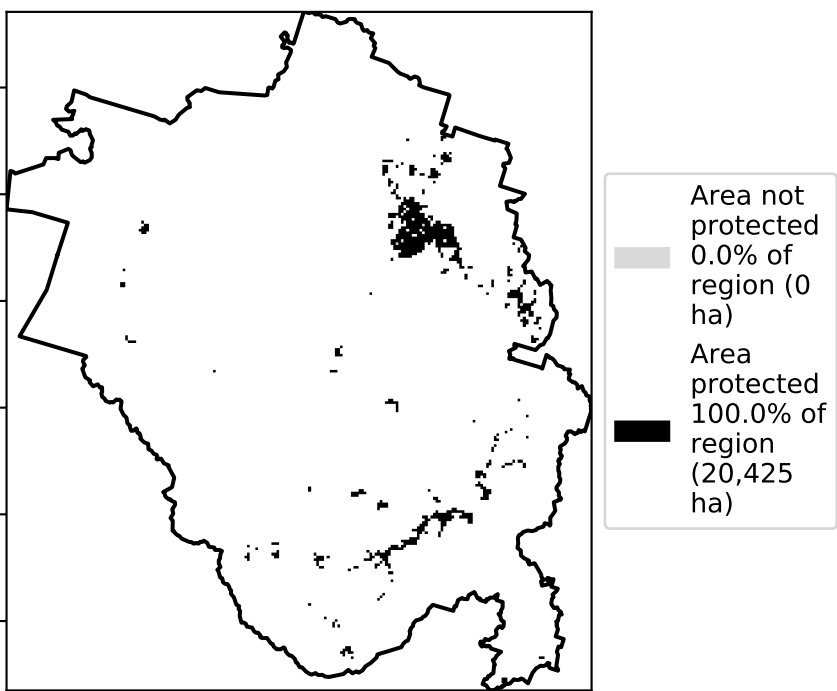 Area not
protected
0.0% of
region (0
ha)
Area
protected
100.0% of
region
(20,425
ha)